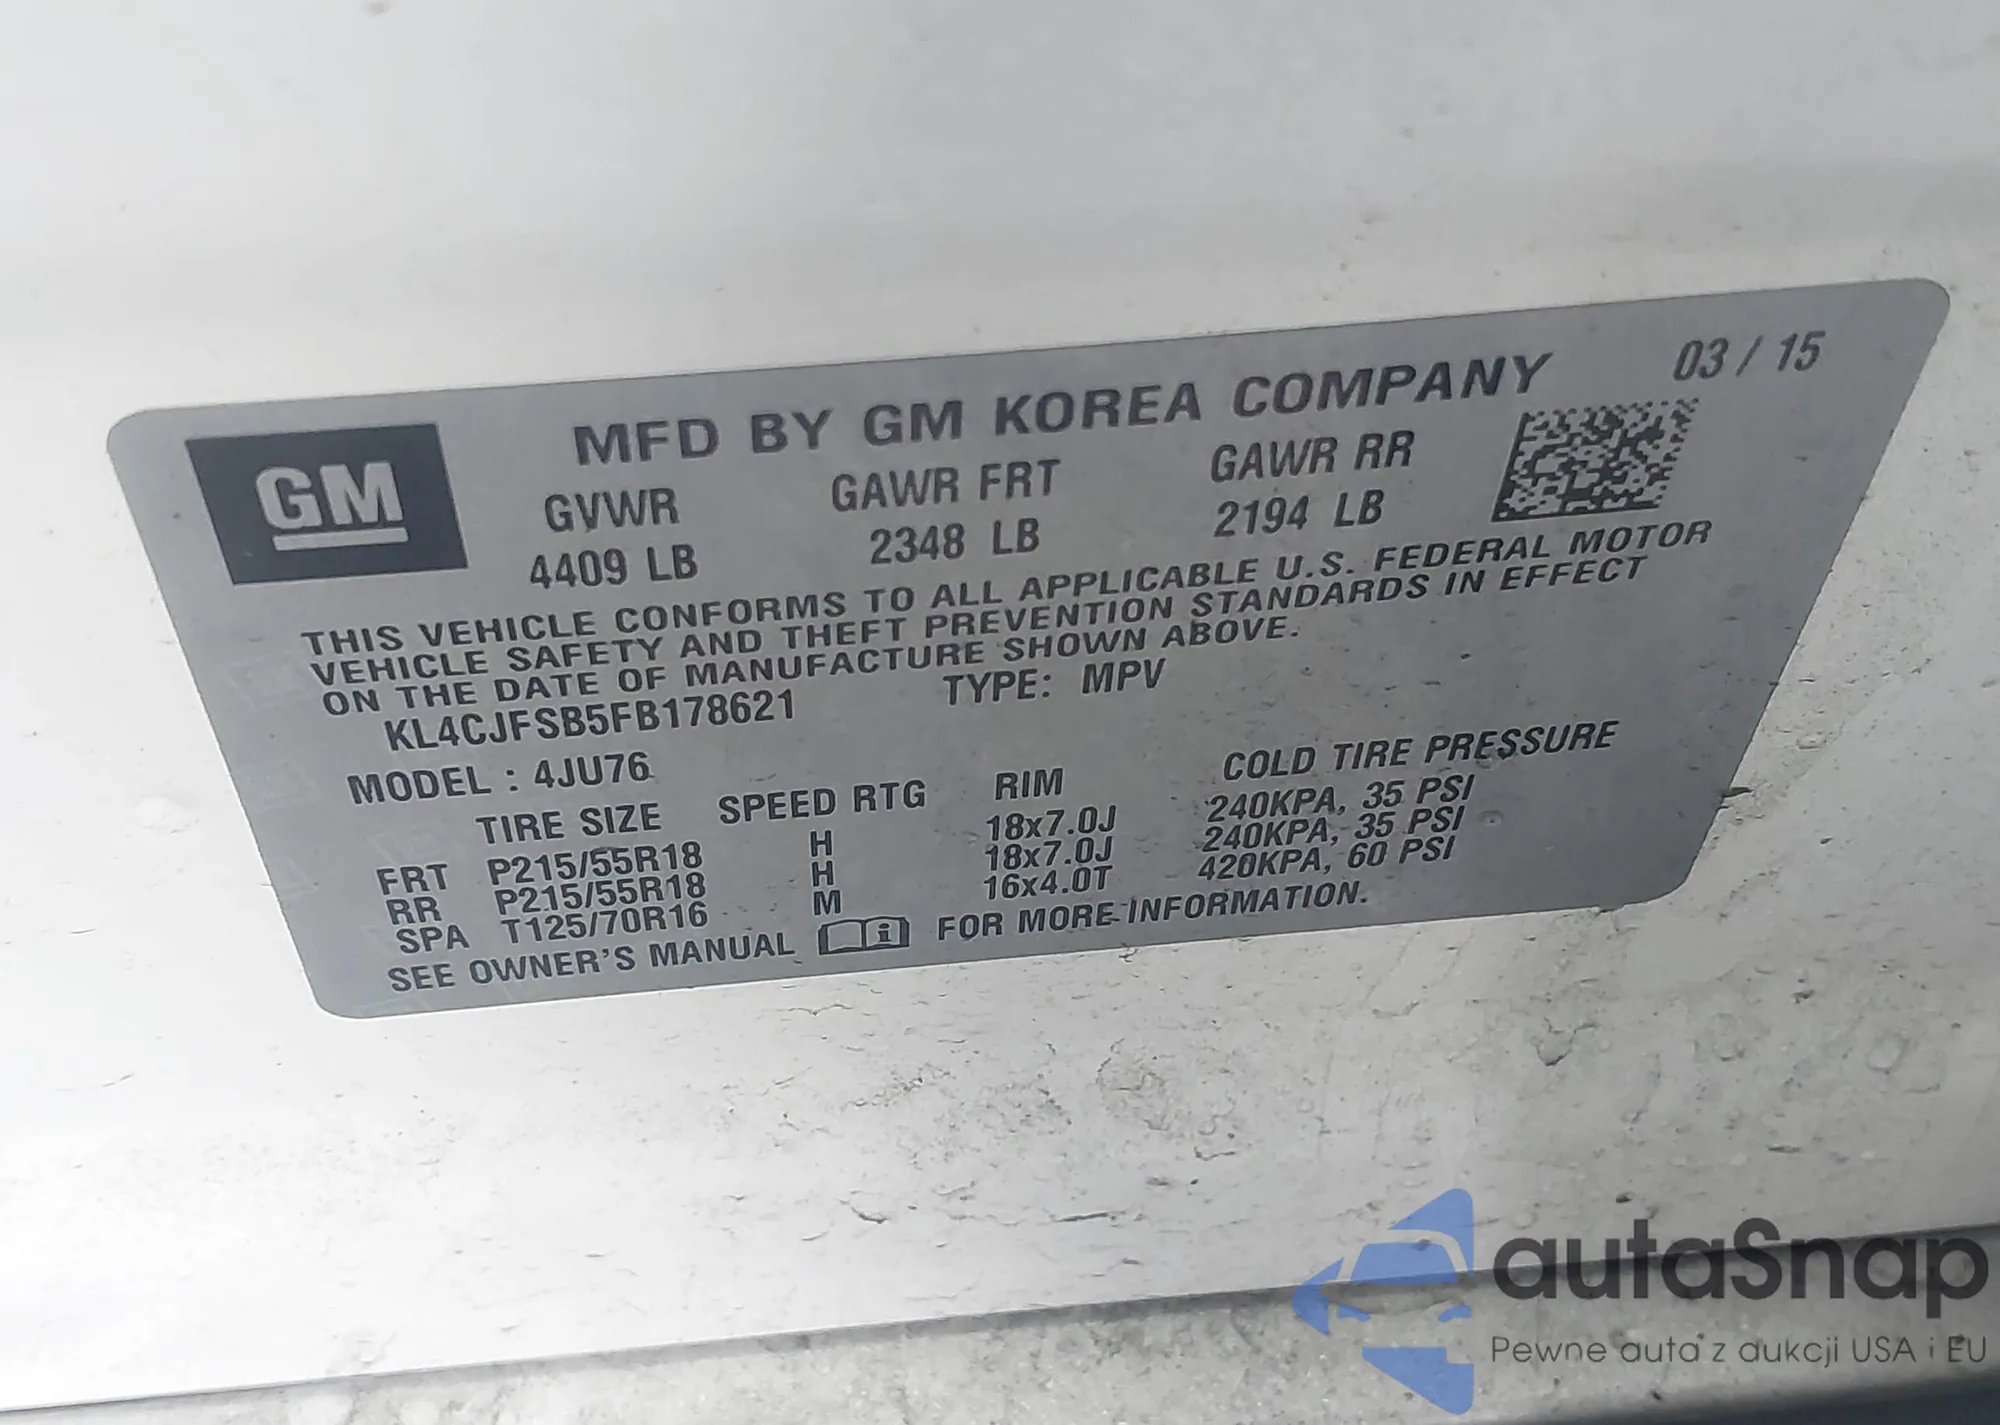 MFD BY GM KOREA COMPANY 03 / 15
GM
GVWR GAWR FRT GAWR RR
4409 LB 2348 LB 2194 LB
THIS VEHICLE CONFORMS TO ALL APPLICABLE U.S. FEDERAL MOTOR
VEHICLE SAFETY AND THEFT PREVENTION STANDARDS IN EFFECT
ON THE DATE OF MANUFACTURE SHOWN ABOVE.
KL4CJFSB5FB178621 TYPE: MPV
MODEL : 4JU76
TIRE SIZE SPEED RTG RIM COLD TIRE PRESSURE
FRT P215/55R18 H 18x7.0J 240KPA, 35 PSI
RR P215/55R18 H 18x7.0J 240KPA, 35 PSI
SPA T125/70R16 M 16x4.0T 420KPA, 60 PSI
SEE OWNER'S MANUAL i FOR MORE INFORMATION.
autaSnap
Pewne auta z aukcji USA i EU